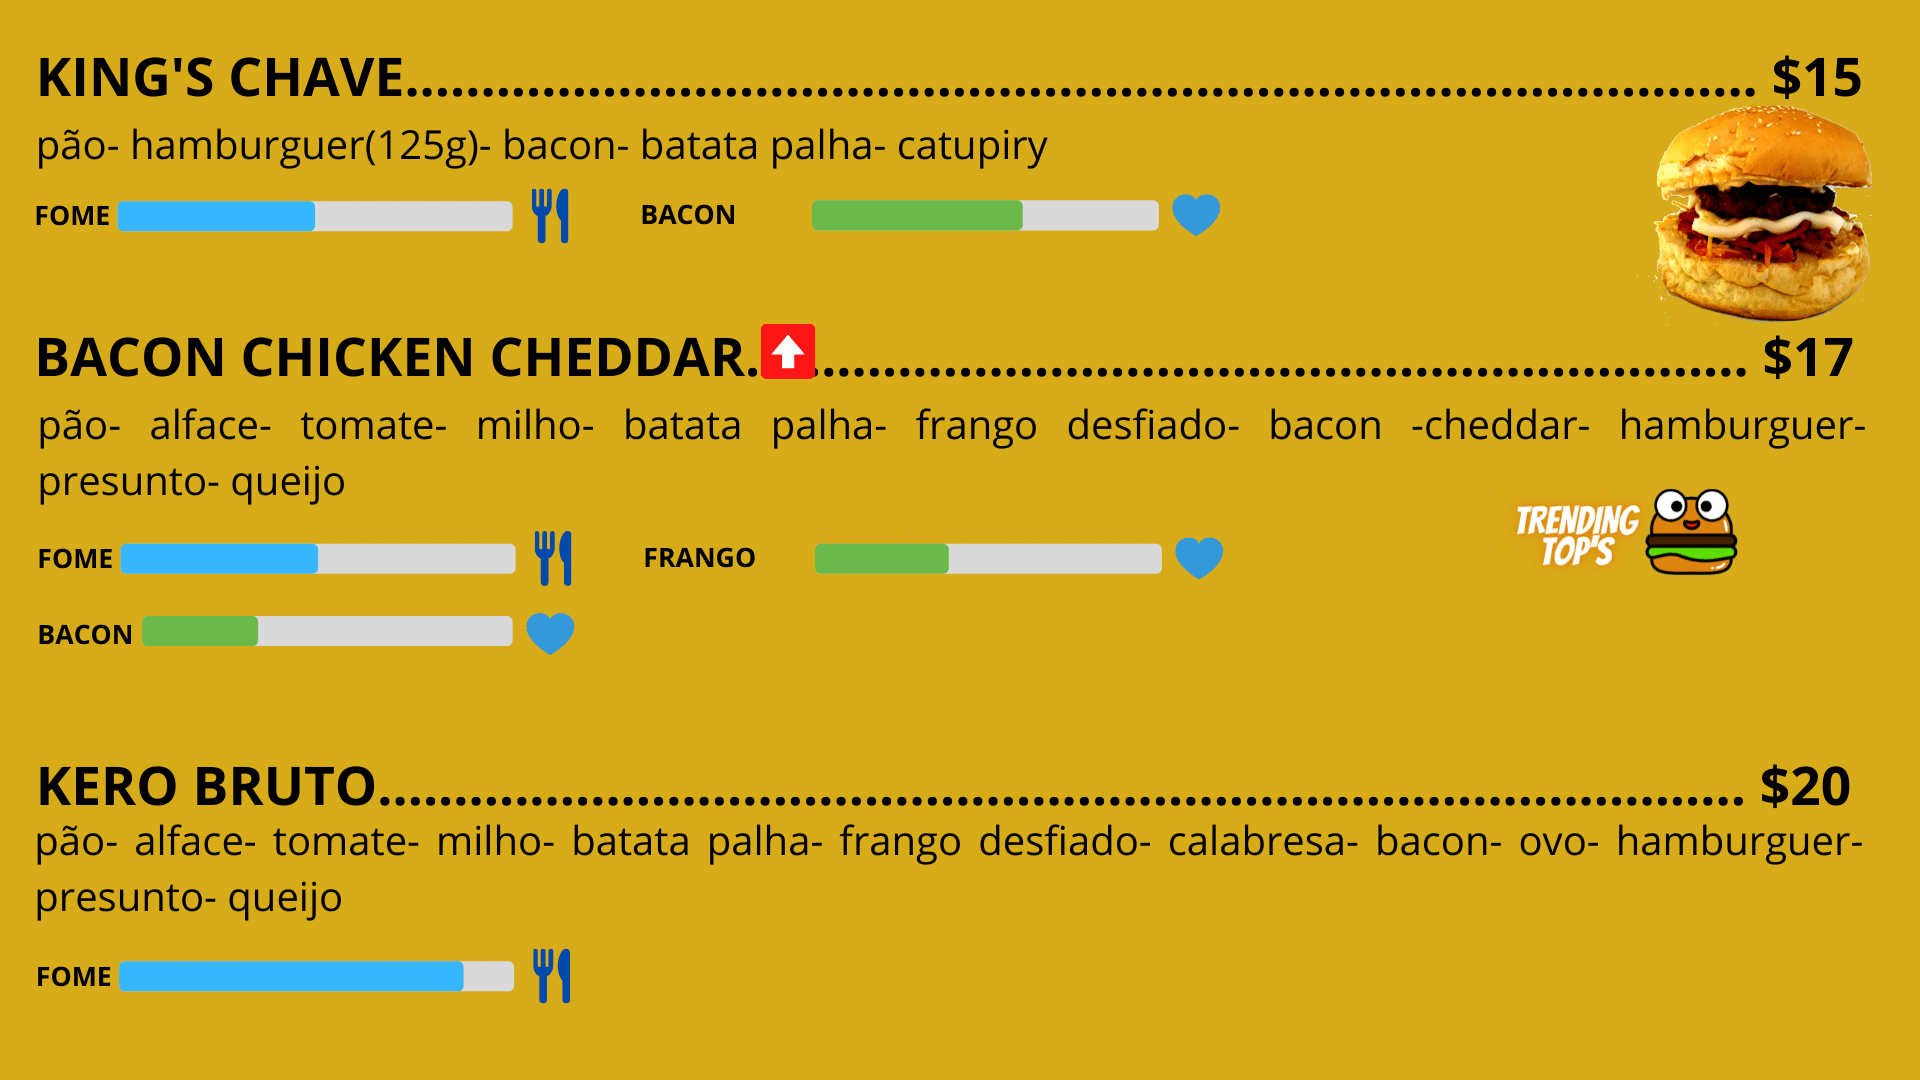 KING'S CHAVE.......................................................................................... $15
pão- hamburguer(125g)- bacon- batata palha- catupiry
FOME
BACON
BACON CHICKEN CHEDDAR.................................................................. $17
pão- alface- tomate- milho- batata palha- frango desfiado- bacon -cheddar- hamburguer-
presunto- queijo
TRENDING
TOP'S
FOME
FRANGO
BACON
KERO BRUTO........................................................................................... $20
pão- alface- tomate- milho- batata palha- frango desfiado- calabresa- bacon- ovo- hamburguer-
presunto- queijo
FOME